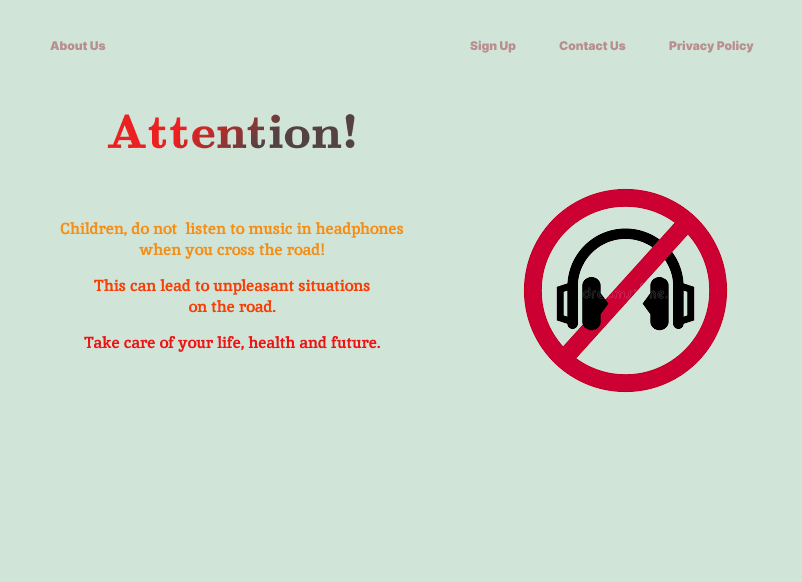 About Us
Sign Up
Contact Us
Privacy Policy
Attention!
Children, do not  listen to music in headphones
when you cross the road!
This can lead to unpleasant situations
on the road.
Take care of your life, health and future.